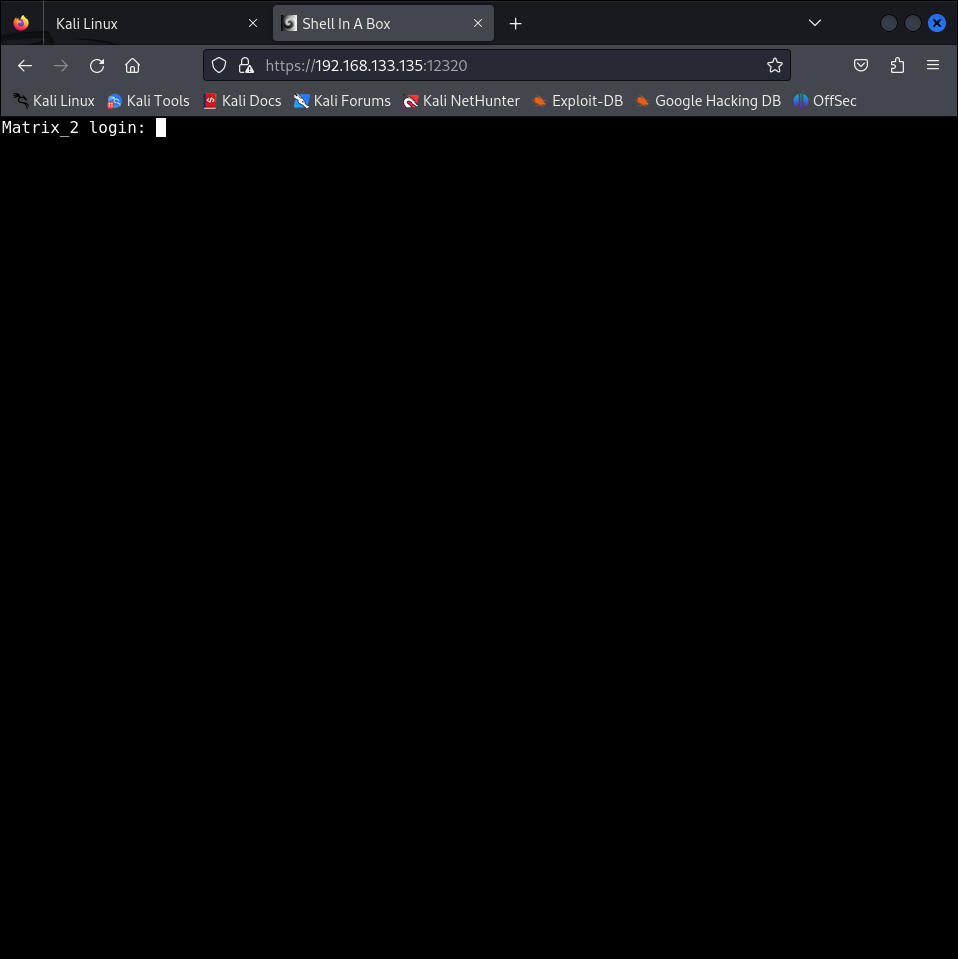 Kali Linux Shell In A Box
https://192.168.133.135:12320
Kali Linux Kali Tools Kali Docs Kali Forums Kali NetHunter Exploit-DB Google Hacking DB OffSec
Matrix_2 login: